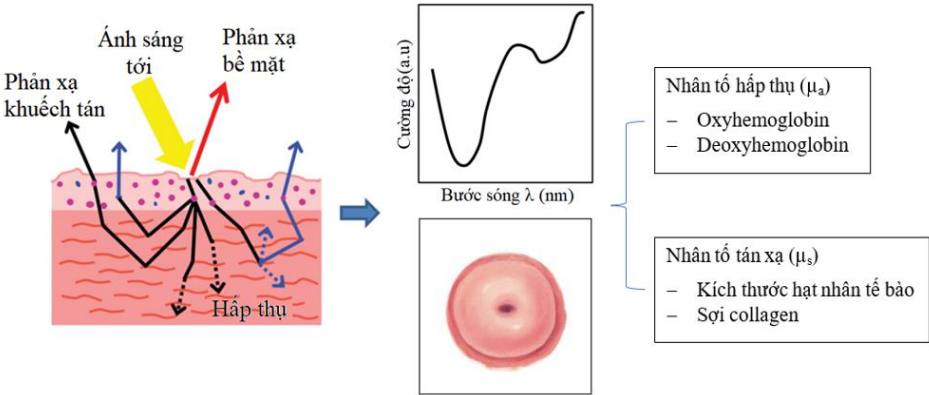 Ánh sáng
tới
Phản xạ
bề mặt
Phản xạ
khuếch tán
Hấp thụ
Cường độ(a.u)
Bước sóng λ (nm)
Nhân tố hấp thụ (µₐ)
– Oxyhemoglobin
– Deoxyhemoglobin
Nhân tố tán xạ (µₛ)
– Kích thước hạt nhân tế bào
– Sợi collagen